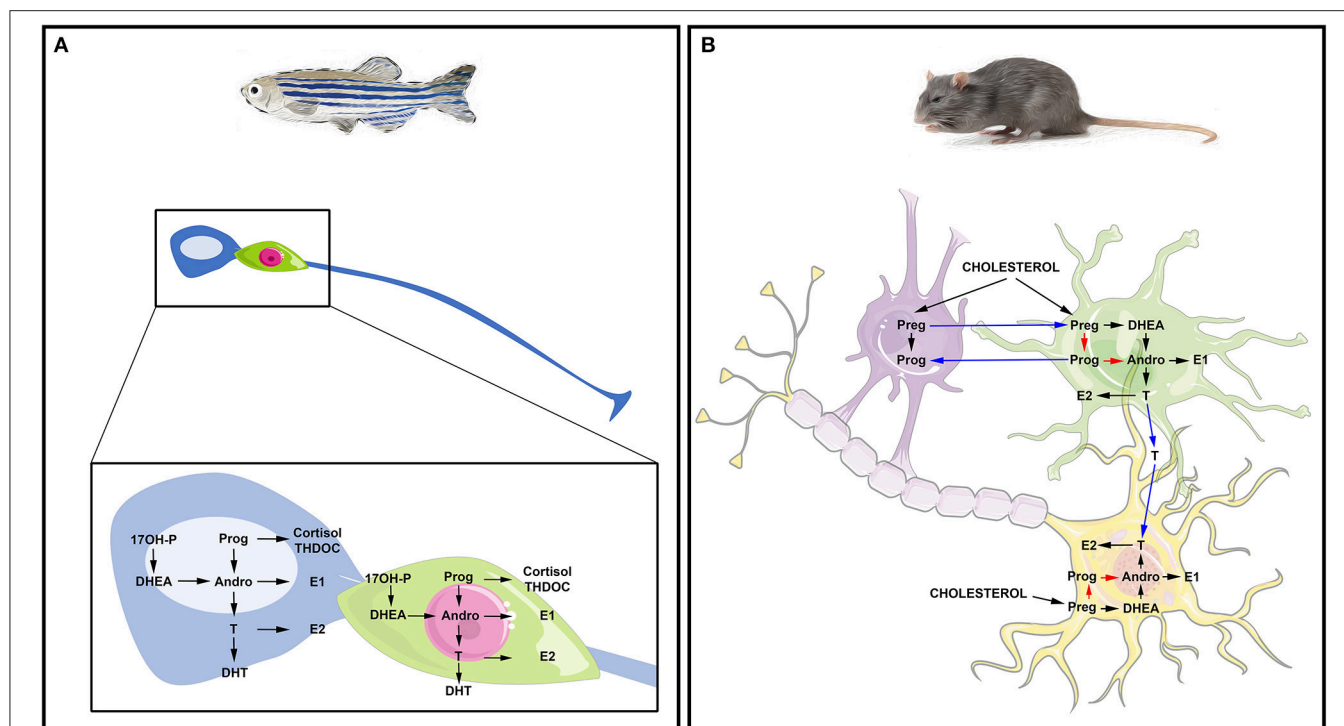 A
17OH-P
Prog
Cortisol
THDOC
DHEA
Andro
E1
T
E2
DHT
17OH-P
Prog
Cortisol
THDOC
DHEA
Andro
E1
T
E2
DHT
B
CHOLESTEROL
Preg
Preg
DHEA
Prog
Prog
Andro
E1
E2
T
T
E2
T
Prog
Andro
E1
CHOLESTEROL
Preg
DHEA